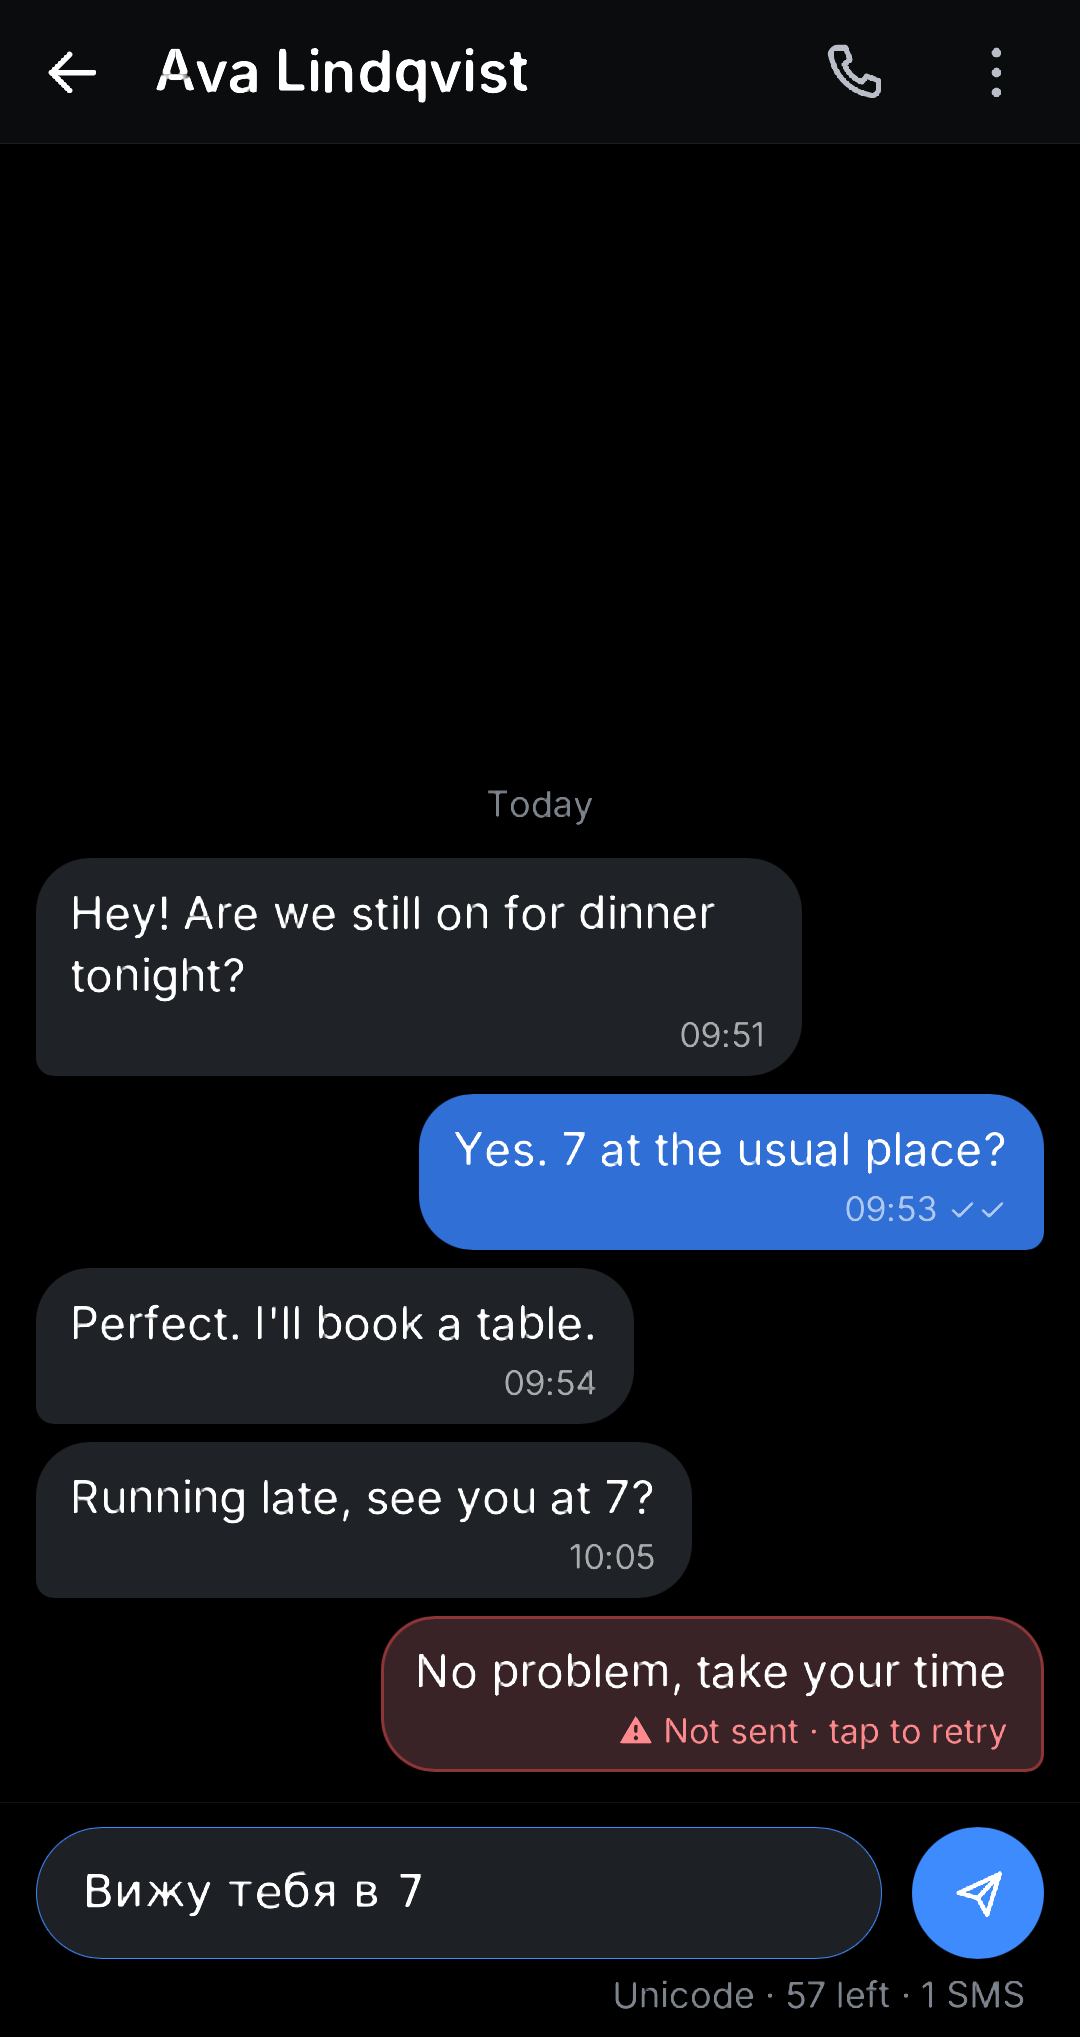 Ava Lindqvist
Today
Hey! Are we still on for dinner
tonight?
09:51
Yes. 7 at the usual place?
09:53
Perfect. I'll book a table.
09:54
Running late, see you at 7?
10:05
No problem, take your time
Not sent · tap to retry
Вижу тебя в 7
Unicode · 57 left · 1 SMS